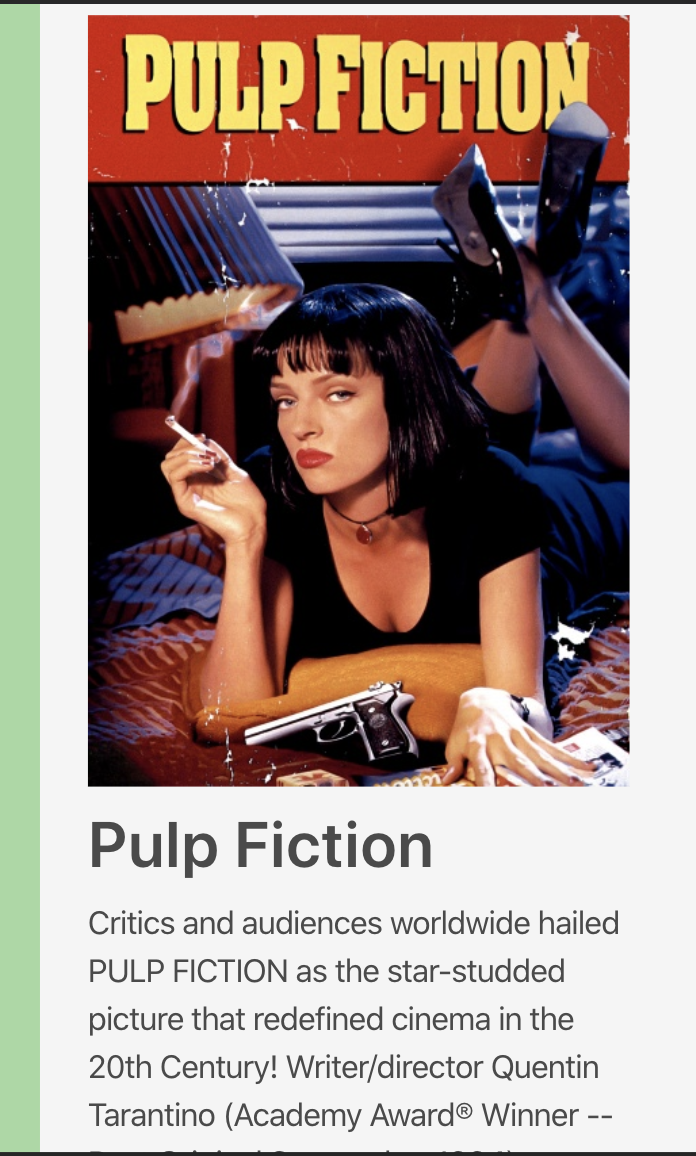 PULP FICTION
Pulp Fiction
Critics and audiences worldwide hailed
PULP FICTION as the star-studded
picture that redefined cinema in the
20th Century! Writer/director Quentin
Tarantino (Academy Award® Winner --